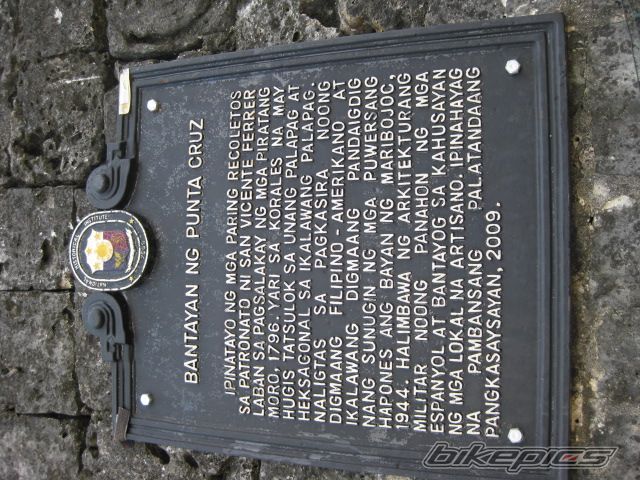 NATIONAL HISTORICAL INSTITUTE
BANTAYAN NG PUNTA CRUZ
IPINATAYO NG MGA PARING RECOLETOS
SA PATRONATO NI SAN VICENTE FERRER
LABAN SA PAGSALAKAY NG MGA PIRATANG
MORO, 1796. YARI SA KORALES NA MAY
HUGIS TATSULOK SA UNANG PALAPAG AT
HEKSAGONAL SA IKALAWANG PALAPAG.
NALIGTAS SA PAGKASIRA NOONG
DIGMAANG FILIPINO - AMERIKANO AT
IKALAWANG DIGMAANG PANDAIGDIG
NANG SUNUGIN NG MGA PUWERSANG
HAPONES ANG BAYAN NG MARIBOJOC,
1944. HALIMBAWA NG ARKITEKTURANG
MILITAR NOONG PANAHON NG MGA
ESPANYOL AT BANTAYOG SA KAHUSAYAN
NG MGA LOKAL NA ARTISANO. IPINAHAYAG
NA PAMBANSANG PALATANDAANG
PANGKASAYSAYAN, 2009.
bikepics